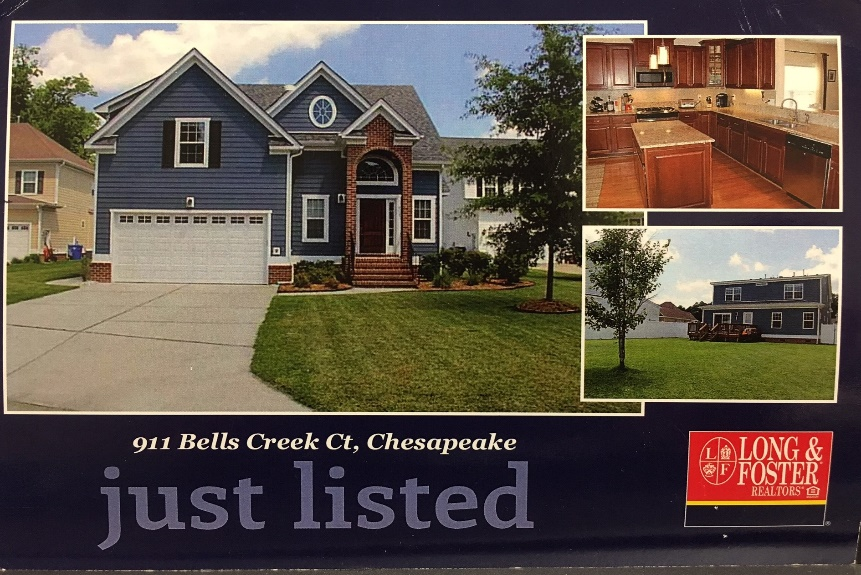 911 Bells Creek Ct, Chesapeake
just listed
L F
LONG &
FOSTER®
REALTORS®
®